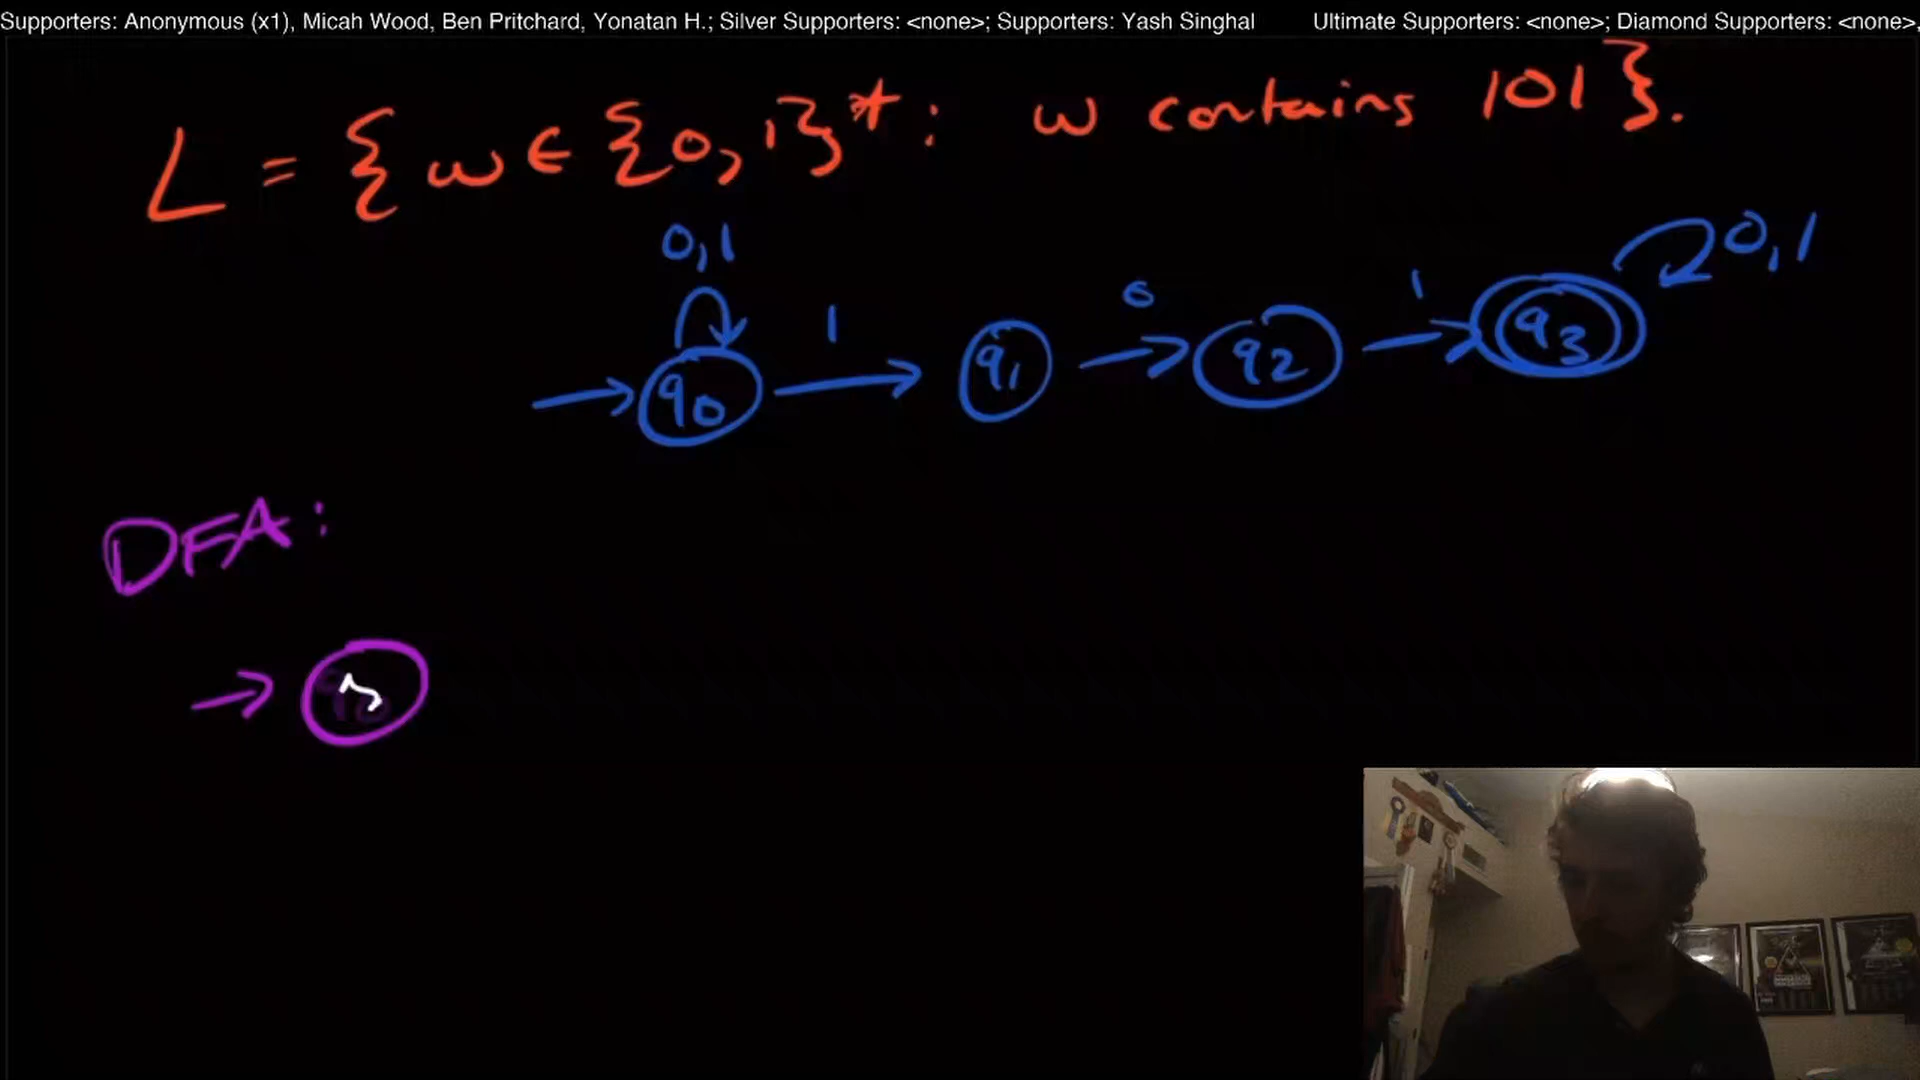 Supporters: Anonymous (x1), Micah Wood, Ben Pritchard, Yonatan H.; Silver Supporters: <none>; Supporters: Yash Singhal Ultimate Supporters: <none>; Diamond Supporters: <none>,
L = {w ∈ {0,1}* : w contains 101}.
0,1
0,1
1
0
1
q0
q1
q2
q3
DFA: